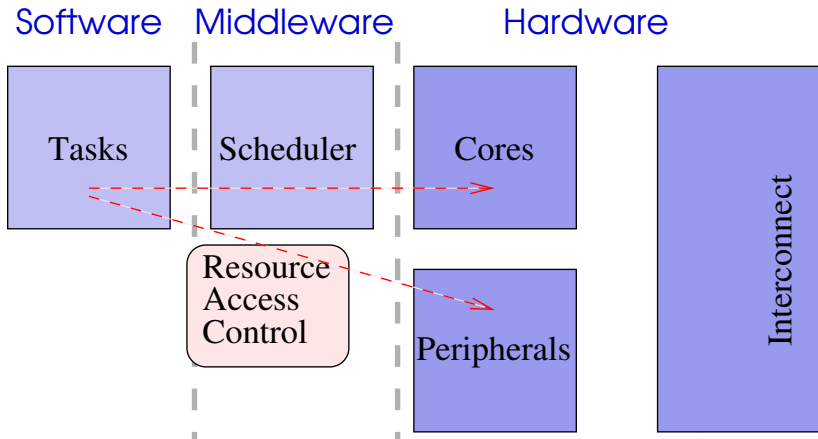 Software
Middleware
Hardware
Tasks
Scheduler
Cores
Resource
Access
Control
Peripherals
Interconnect